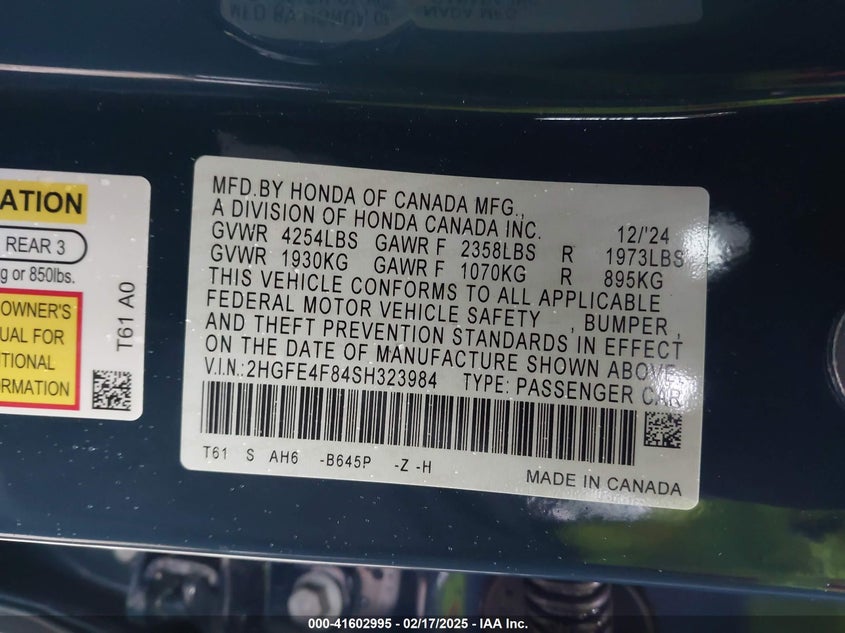 MFD.BY HONDA OF CANADA MFG.,
A DIVISION OF HONDA CANADA INC. 12/'24
GVWR 4254LBS GAWR F 2358LBS R 1973LBS
GVWR 1930KG GAWR F 1070KG R 895KG
THIS VEHICLE CONFORMS TO ALL APPLICABLE
FEDERAL MOTOR VEHICLE SAFETY , BUMPER ,
AND THEFT PREVENTION STANDARDS IN EFFECT
ON THE DATE OF MANUFACTURE SHOWN ABOVE.
V.I.N.: 2HGFE4F84SH323984 TYPE: PASSENGER CAR
T61 S AH6 -B645P -Z -H
MADE IN CANADA
ATION
REAR 3
g or 850lbs.
OWNER'S
UAL FOR
ITIONAL
ORMATION
T61 A0
000-41602995 - 02/17/2025 - IAA Inc.